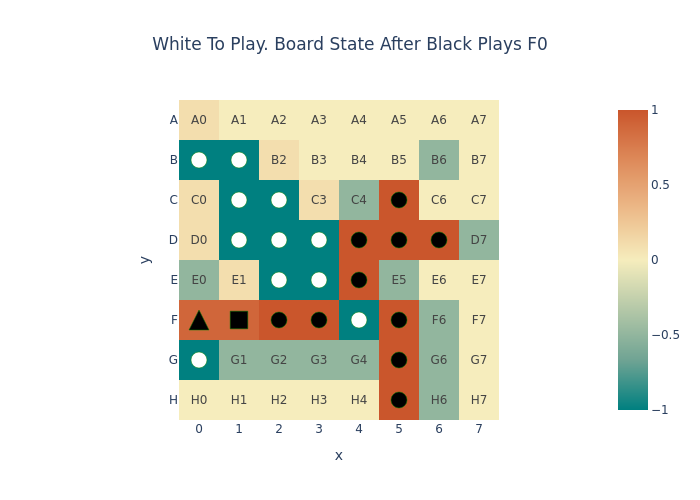 White To Play. Board State After Black Plays F0
A A0 A1 A2 A3 A4 A5 A6 A7 1
B B2 B3 B4 B5 B6 B7
C C0 C3 C4 C6 C7 0.5
D D0 D7
y 0
E E0 E1 E5 E6 E7
F F6 F7 −0.5
G G1 G2 G3 G4 G6 G7
H H0 H1 H2 H3 H4 H6 H7 −1
0 1 2 3 4 5 6 7
x